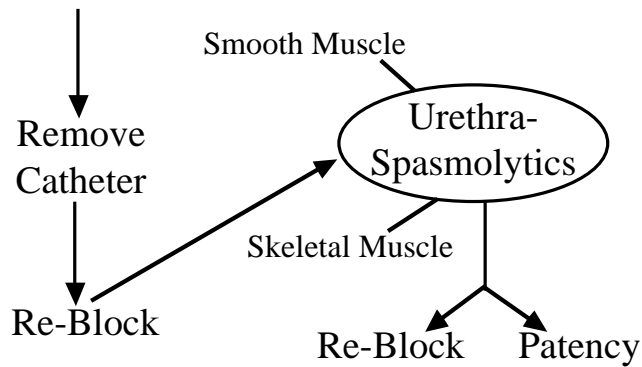 Smooth Muscle
Remove
Catheter
Urethra-
Spasmolytics
Skeletal Muscle
Re-Block
Re-Block
Patency